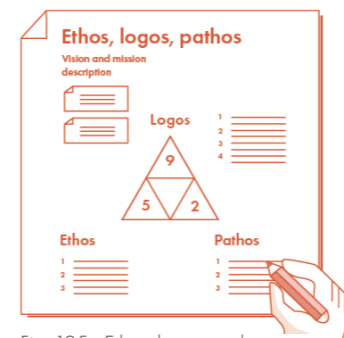 Ethos, logos, pathos
Vision and mission
description
Logos
1
2
3
4
9
5 2
Ethos
1
2
3
Pathos
1
2
3